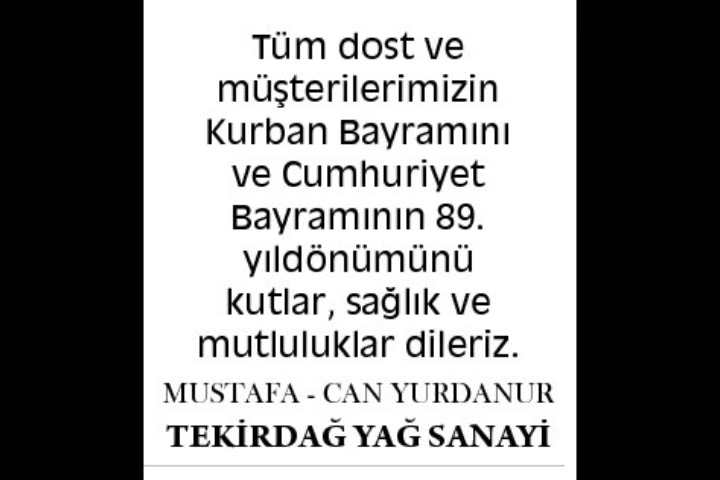 Tüm dost ve
müşterilerimizin
Kurban Bayramını
ve Cumhuriyet
Bayramının 89.
yıldönümünü
kutlar, sağlık ve
mutluluklar dileriz.
MUSTAFA - CAN YURDANUR
TEKİRDAĞ YAĞ SANAYİ